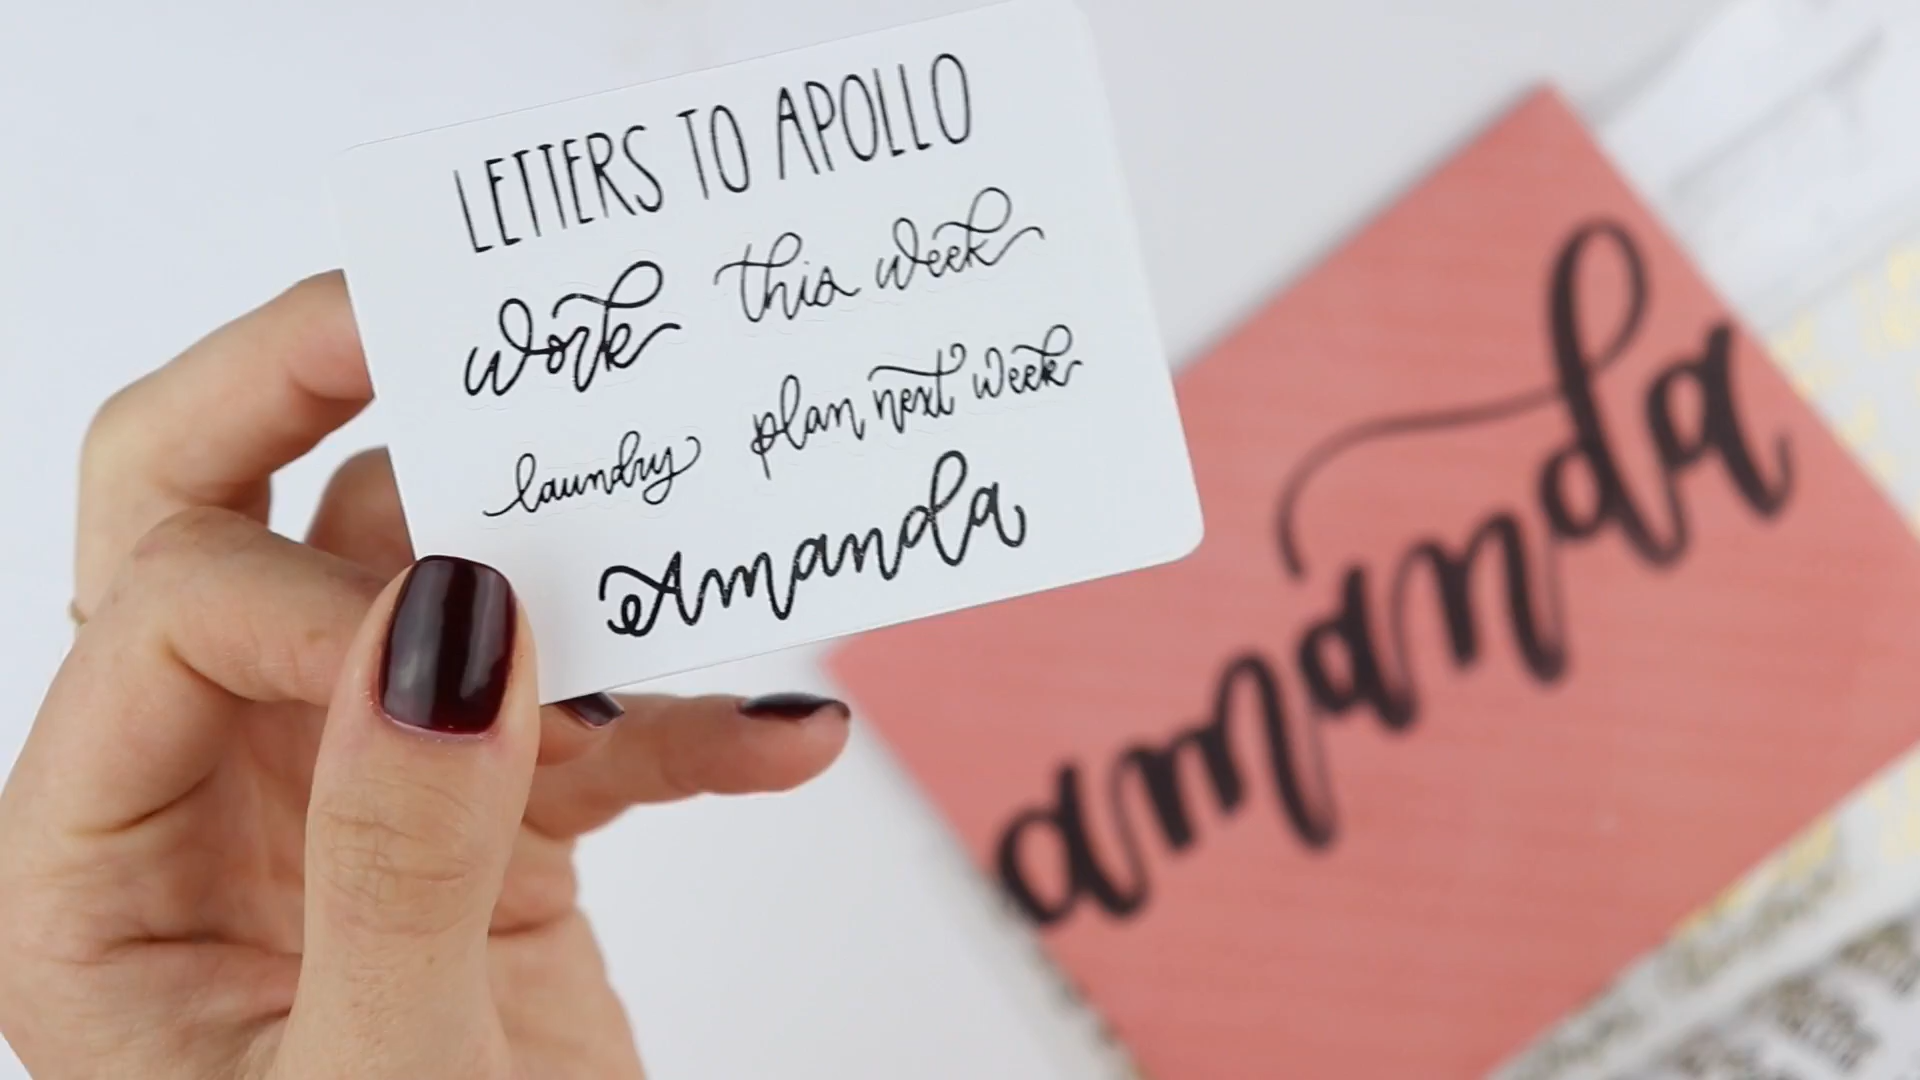 LETTERS TO APOLLO
work this week
laundry plan next week
Amanda
amanda